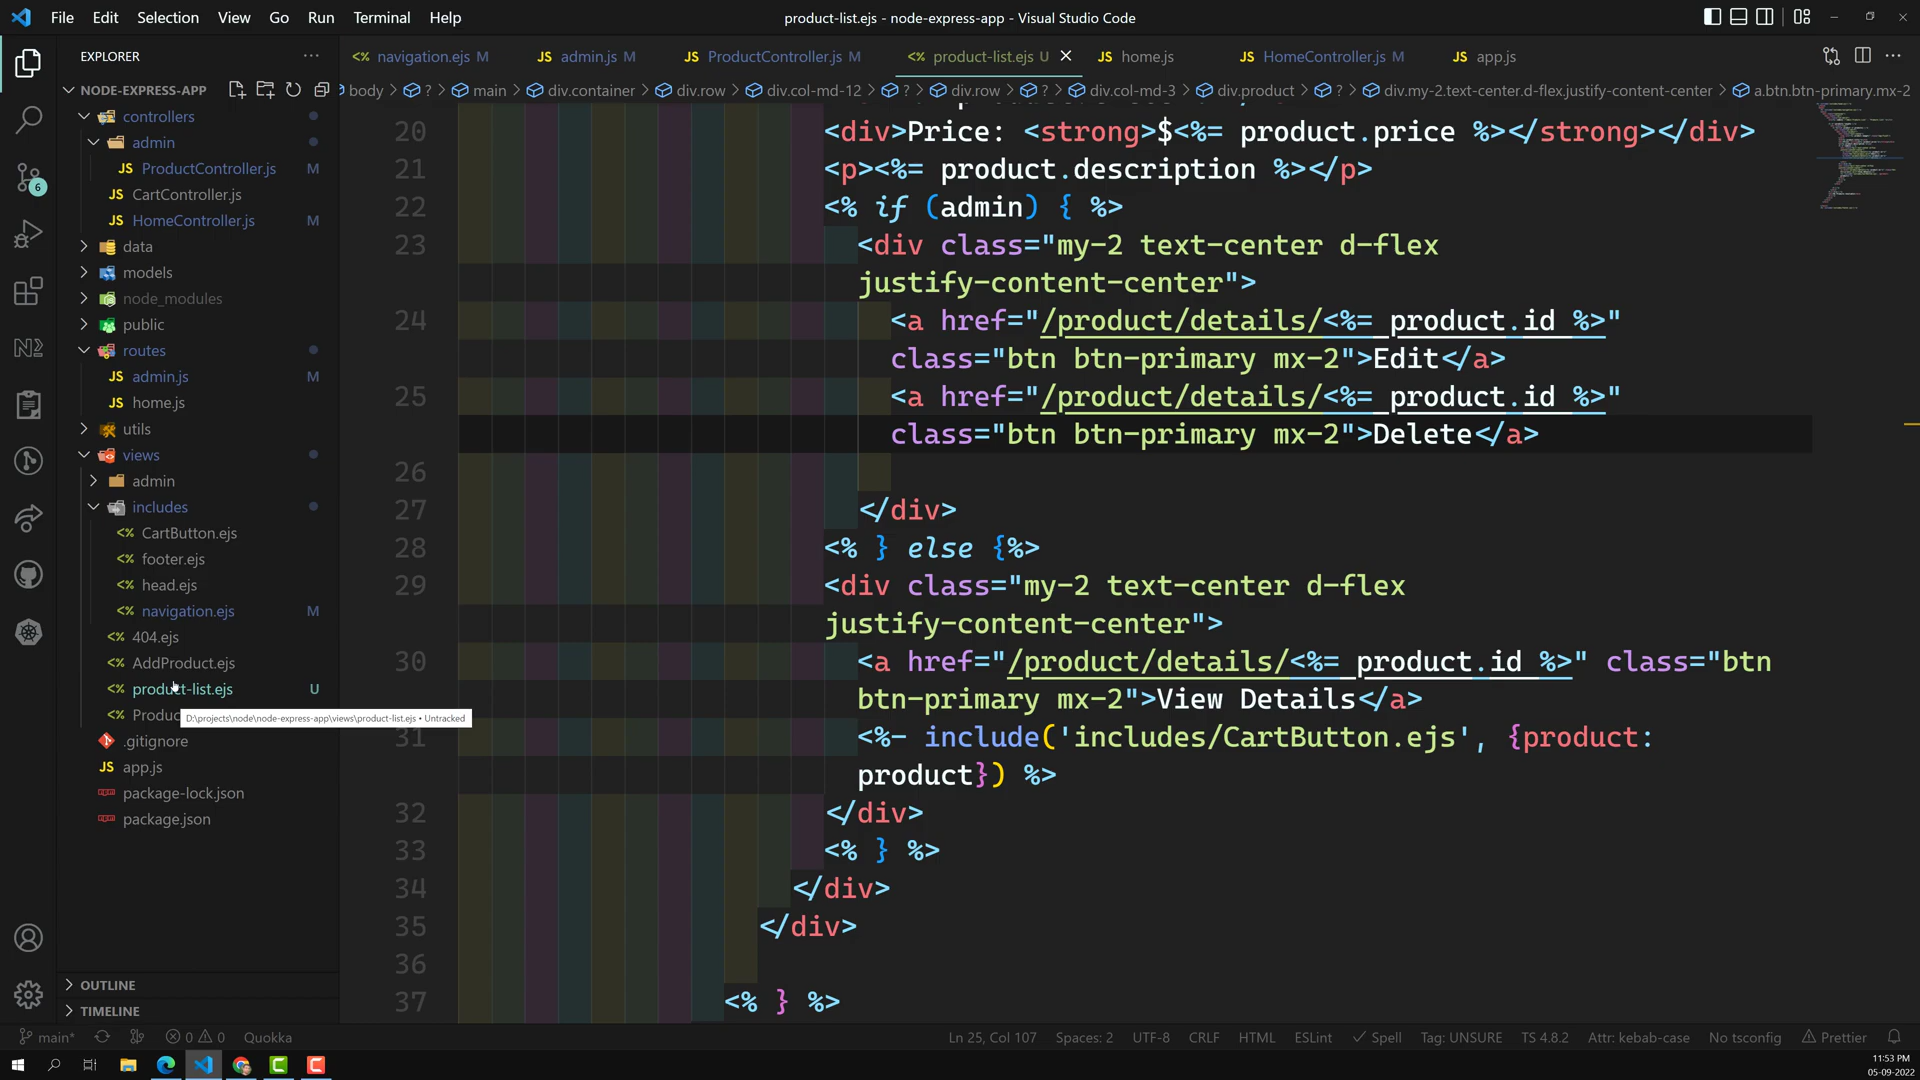 File Edit Selection View Go Run Terminal Help
product-list.ejs - node-express-app - Visual Studio Code
EXPLORER
<% navigation.ejs M
JS admin.js M
JS ProductController.js M
<% product-list.ejs U
JS home.js
JS HomeController.js M
JS app.js
NODE-EXPRESS-APP
body > ? > main > div.container > div.row > div.col-md-12 > ? > div.row > ? > div.col-md-3 > div.product > ? > div.my-2.text-center.d-flex.justify-content-center > a.btn.btn-primary.mx-2
controllers
admin
JS ProductController.js M
JS CartController.js
JS HomeController.js M
data
models
node_modules
public
routes
JS admin.js M
JS home.js
utils
views
admin
includes
<% CartButton.ejs
<% footer.ejs
<% head.ejs
<% navigation.ejs M
<% 404.ejs
<% AddProduct.ejs
<% product-list.ejs U
<% Produc
D:\projects\node\node-express-app\views\product-list.ejs • Untracked
.gitignore
JS app.js
package-lock.json
package.json
OUTLINE
TIMELINE
6
20 <div>Price: <strong>$<%= product.price %></strong></div>
21 <p><%= product.description %></p>
22 <% if (admin) { %>
23 <div class="my-2 text-center d-flex
justify-content-center">
24 <a href="/product/details/<%= product.id %>"
class="btn btn-primary mx-2">Edit</a>
25 <a href="/product/details/<%= product.id %>"
class="btn btn-primary mx-2">Delete</a>
26
27 </div>
28 <% } else {%>
29 <div class="my-2 text-center d-flex
justify-content-center">
30 <a href="/product/details/<%= product.id %>" class="btn
btn-primary mx-2">View Details</a>
31 <%- include('includes/CartButton.ejs', {product:
product}) %>
32 </div>
33 <% } %>
34 </div>
35 </div>
36
37 <% } %>
main* 0 0 Quokka
Ln 25, Col 107 Spaces: 2 UTF-8 CRLF HTML ESLint Spell Tag: UNSURE TS 4.8.2 Attr: kebab-case No tsconfig Prettier
11:53 PM
05-09-2022